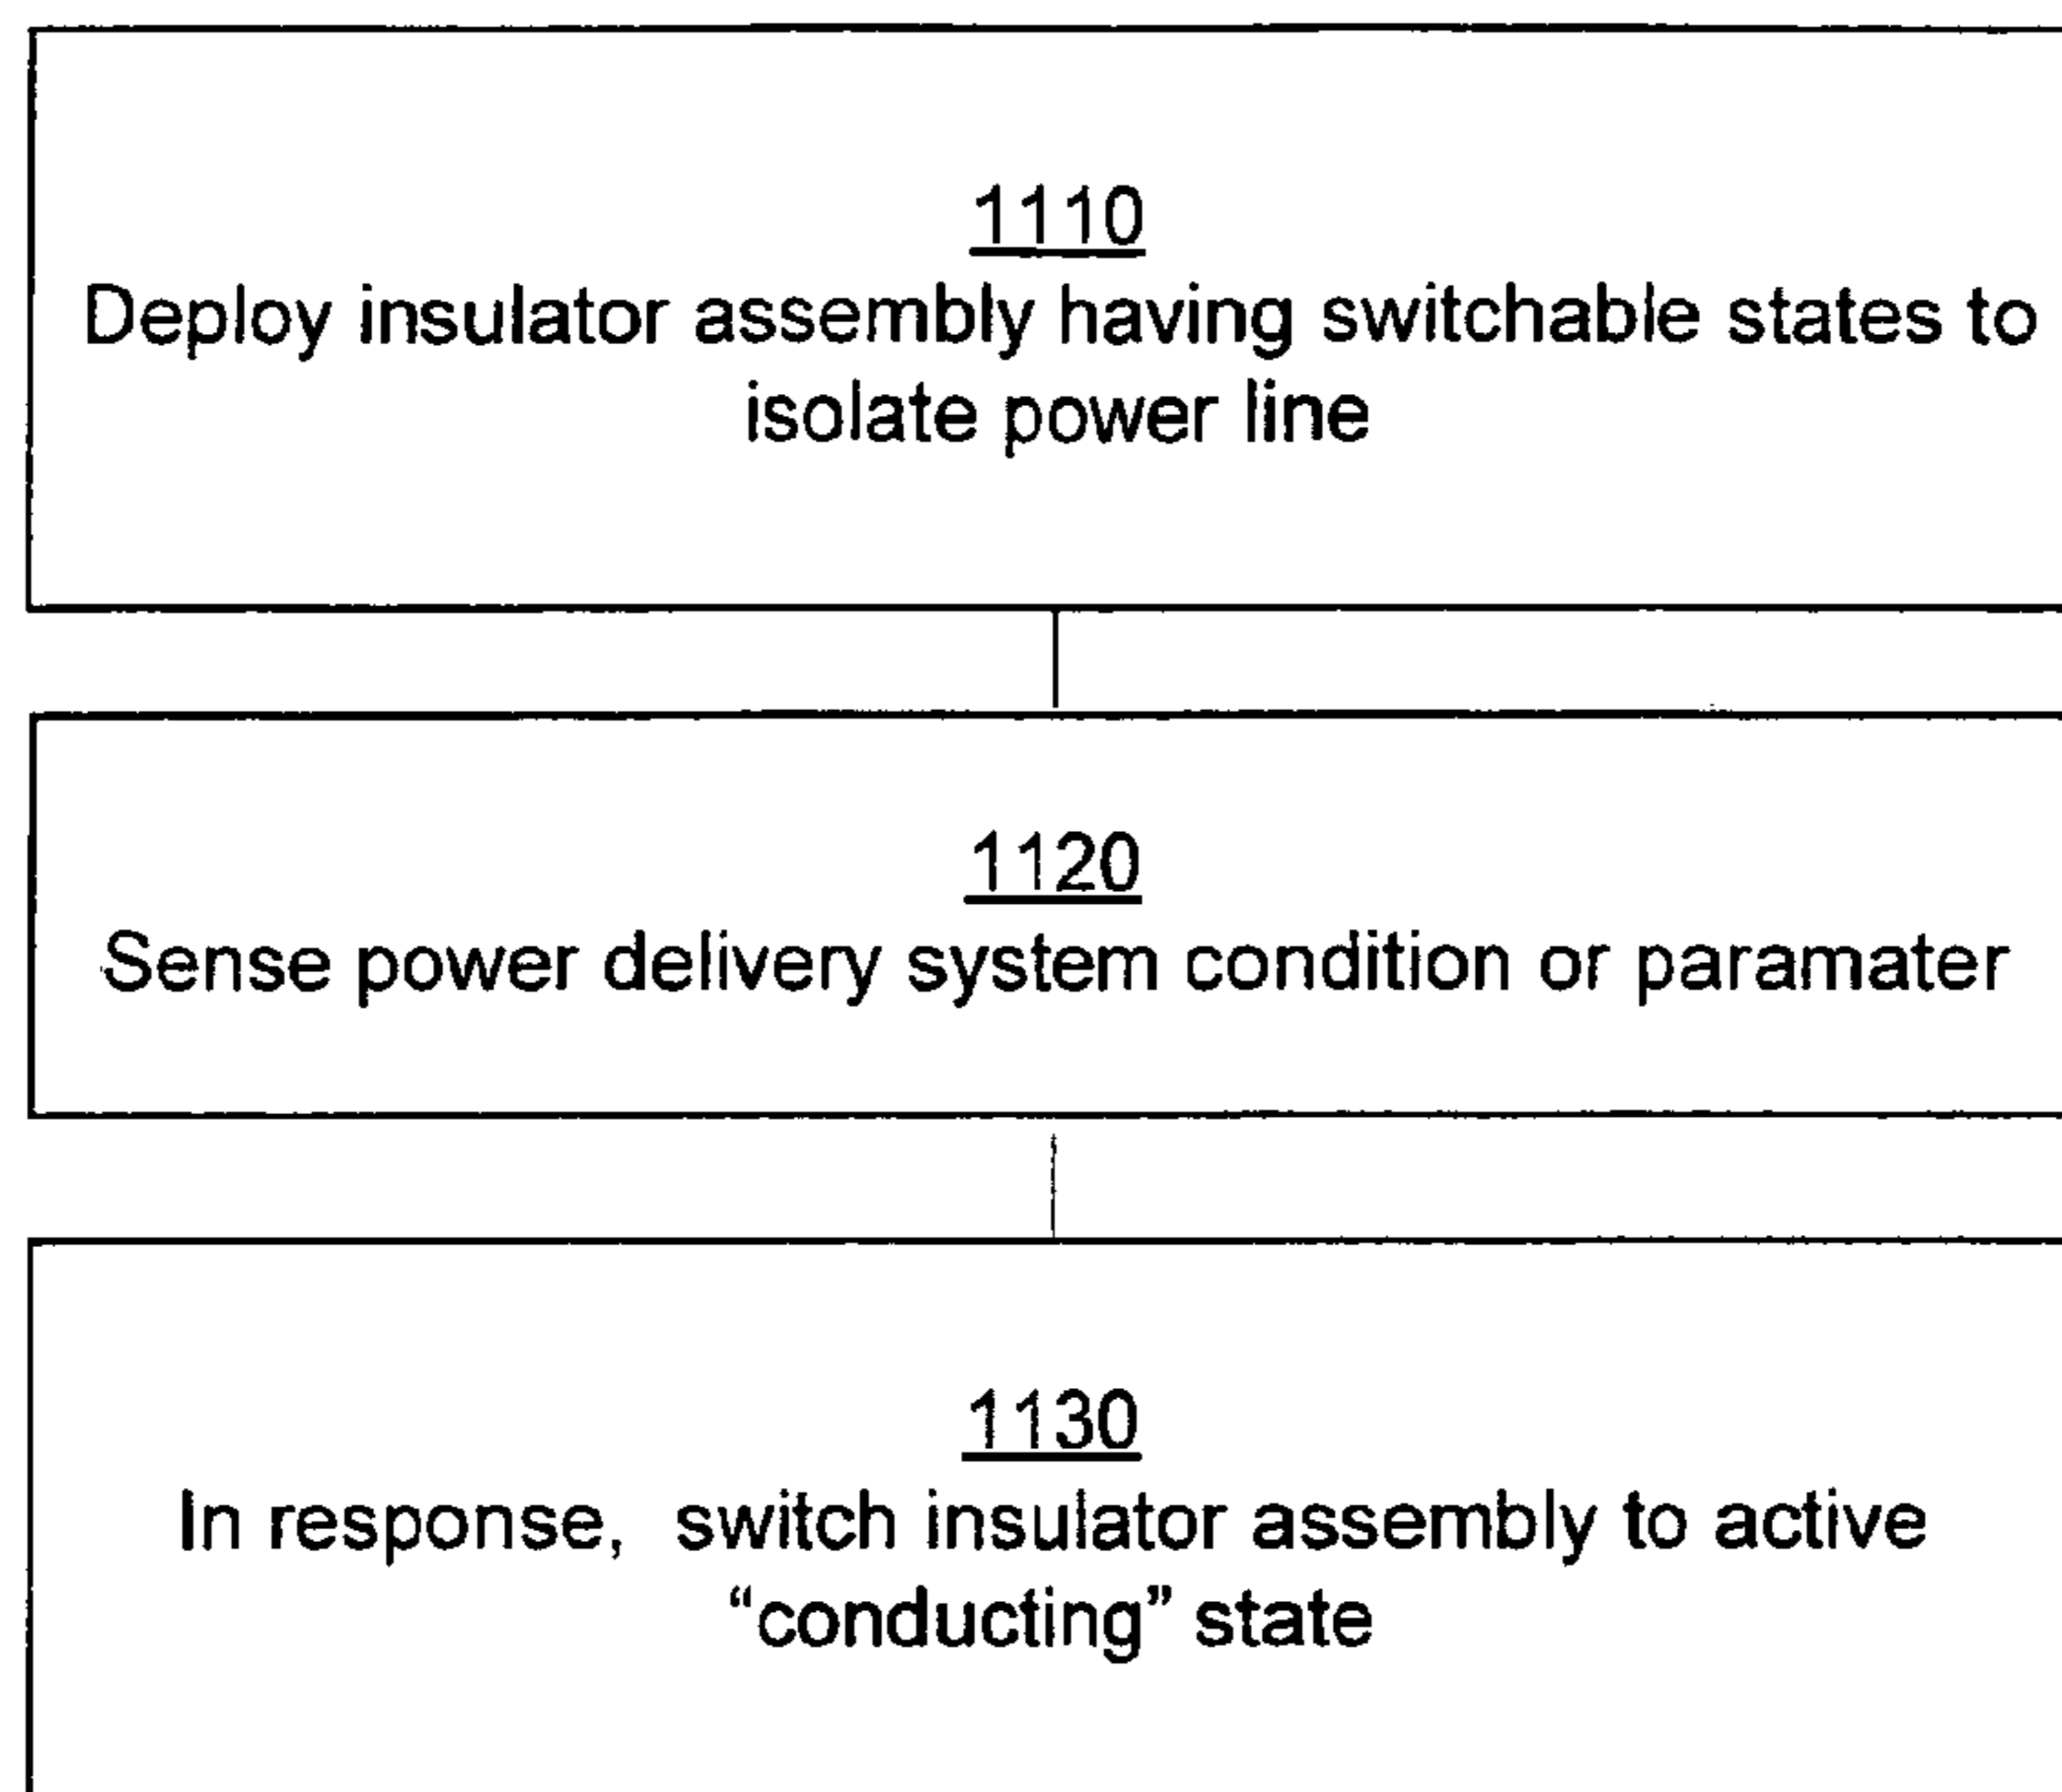 1110
Deploy insulator assembly having switchable states to
isolate power line
1120
Sense power delivery system condition or paramater
1130
In response, switch insulator assembly to active
“conducting” state